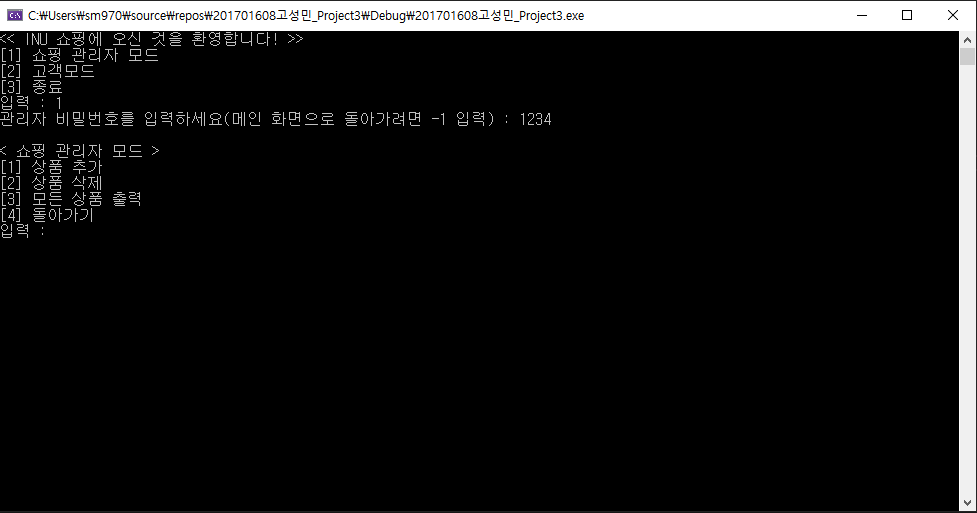 C:\Users\sm970\source\repos\201701608고성민_Project3\Debug\201701608고성민_Project3.exe
<< INU 쇼핑에 오신 것을 환영합니다! >>
[1] 쇼핑 관리자 모드
[2] 고객모드
[3] 종료
입력 : 1
관리자 비밀번호를 입력하세요(메인 화면으로 돌아가려면 -1 입력) : 1234
< 쇼핑 관리자 모드 >
[1] 상품 추가
[2] 상품 삭제
[3] 모든 상품 출력
[4] 돌아가기
입력 :